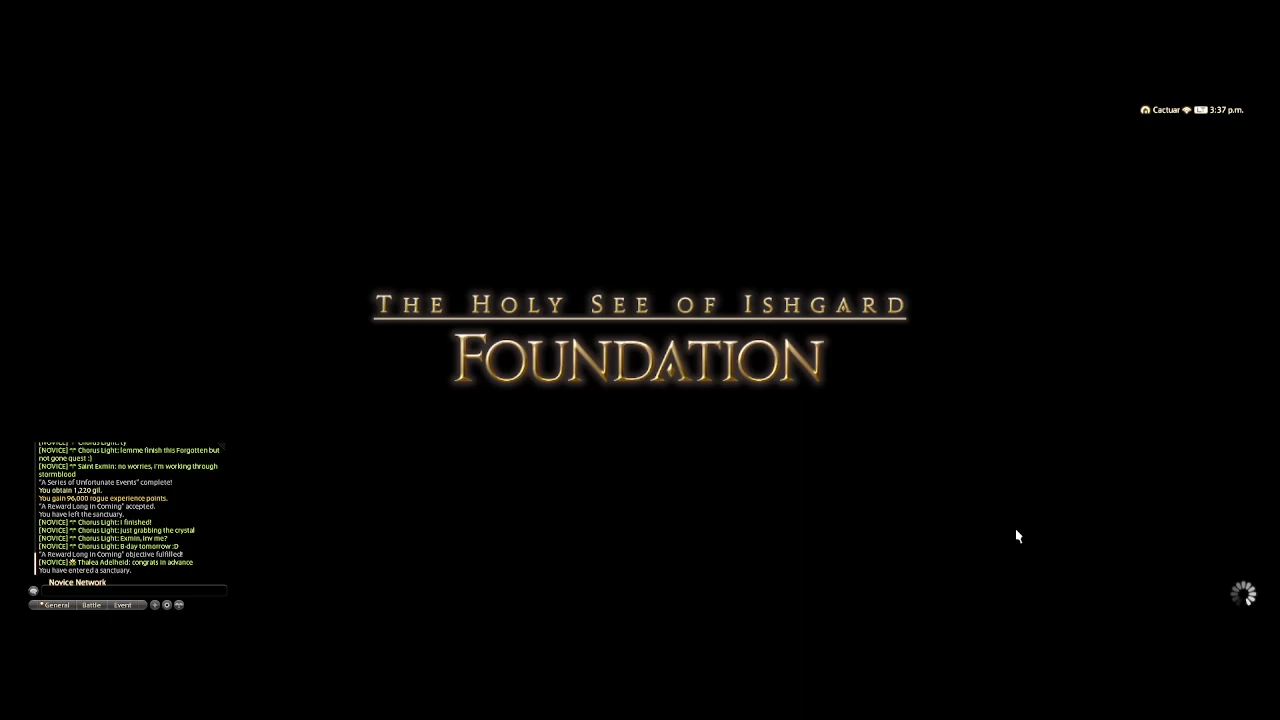 Cactuar LT 3:37 p.m.
THE HOLY SEE OF ISHGARD
FOUNDATION
[NOVICE] Chorus Light: ty
[NOVICE] Chorus Light: lemme finish this Forgotten but
not gone quest :)
[NOVICE] Saint Exmin: no worries, I'm working through
stormblood
"A Series of Unfortunate Events" complete!
You obtain 1,220 gil.
You gain 96,000 rogue experience points.
"A Reward Long in Coming" accepted.
You have left the sanctuary.
[NOVICE] Chorus Light: I finished!
[NOVICE] Chorus Light: Just grabbing the crystal
[NOVICE] Chorus Light: Exmin, inv me?
[NOVICE] Chorus Light: B-day tomorrow :D
"A Reward Long in Coming" objective fulfilled!
[NOVICE] Thalea Adelheid: congrats in advance
You have entered a sanctuary.
Novice Network
General Battle Event